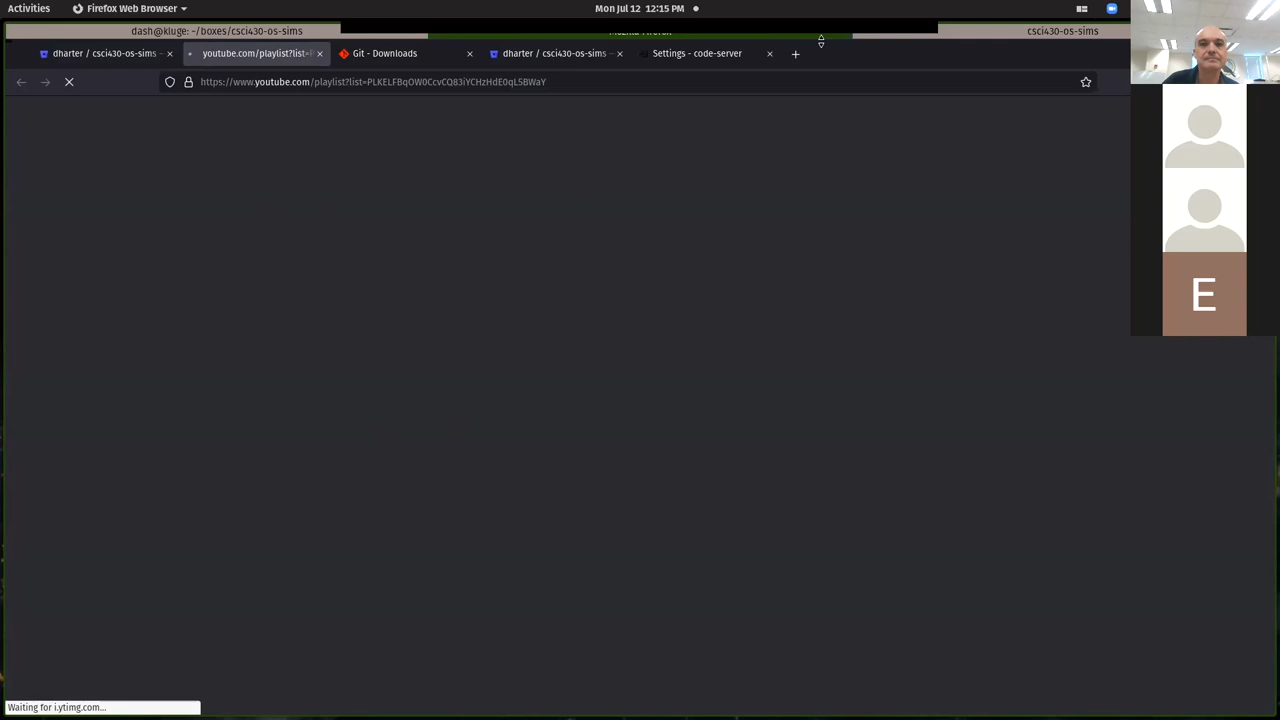 Activities
Firefox Web Browser
Mon Jul 12 12:15 PM
dash@kluge: ~/boxes/csci430-os-sims
csci430-os-sims
dharter / csci430-os-sims
youtube.com/playlist?list=
Git - Downloads
dharter / csci430-os-sims
Settings - code-server
https://www.youtube.com/playlist?list=PLKELFBqOW0CcvCQ83iYCHzHdE0qL5BWaY
E
Waiting for i.ytimg.com...